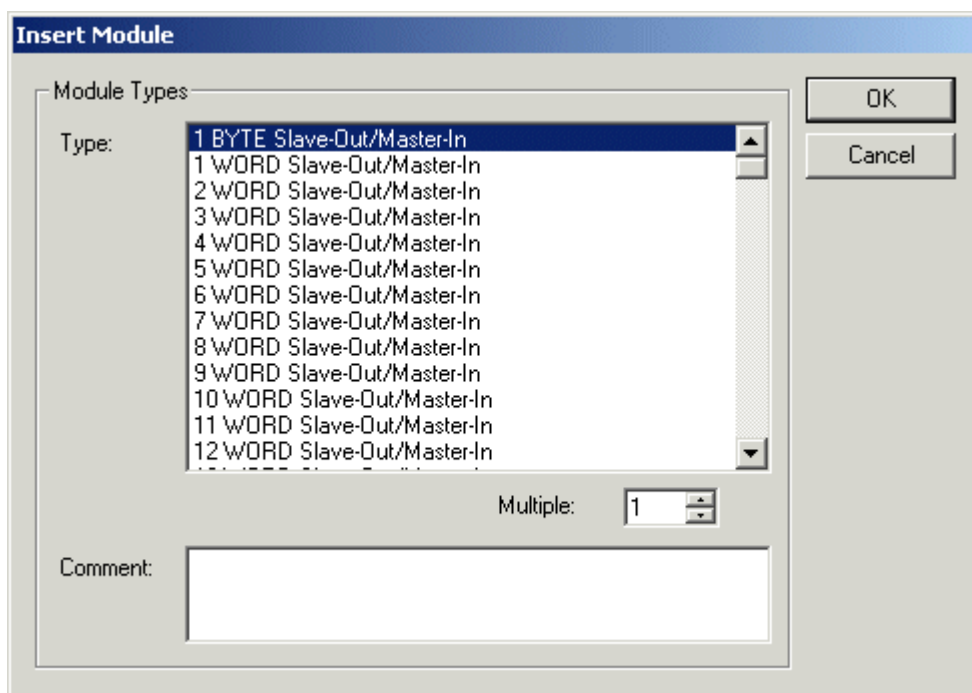 Insert Module
Module Types
OK
Type:
1 BYTE Slave-Out/Master-In
Cancel
1 WORD Slave-Out/Master-In
2 WORD Slave-Out/Master-In
3 WORD Slave-Out/Master-In
4 WORD Slave-Out/Master-In
5 WORD Slave-Out/Master-In
6 WORD Slave-Out/Master-In
7 WORD Slave-Out/Master-In
8 WORD Slave-Out/Master-In
9 WORD Slave-Out/Master-In
10 WORD Slave-Out/Master-In
11 WORD Slave-Out/Master-In
12 WORD Slave-Out/Master-In
Multiple:
1
Comment: